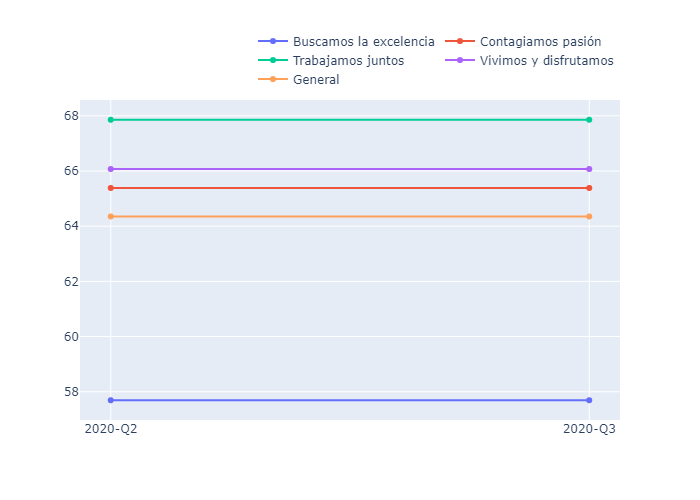 Buscamos la excelencia Contagiamos pasión
Trabajamos juntos Vivimos y disfrutamos
General
68
66
64
62
60
58
2020-Q2 2020-Q3